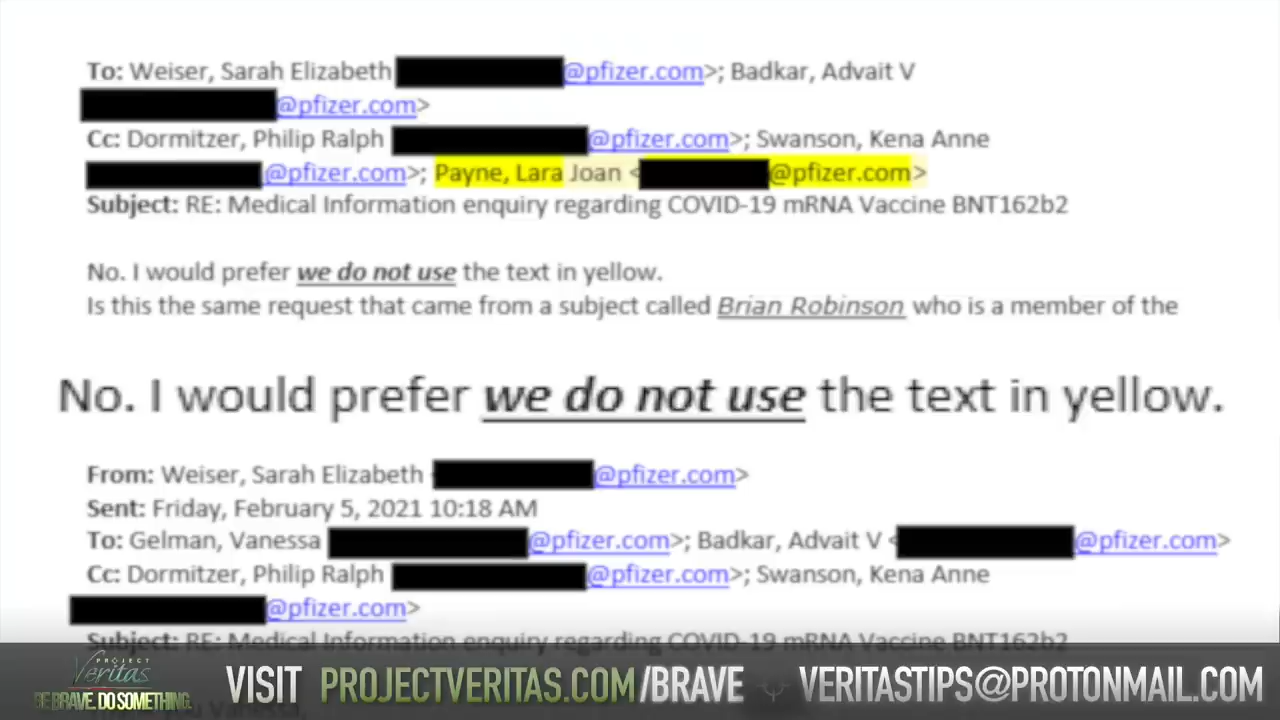 To: Weiser, Sarah Elizabeth @pfizer.com>; Badkar, Advait V
@pfizer.com>
Cc: Dormitzer, Philip Ralph @pfizer.com>; Swanson, Kena Anne
@pfizer.com>; Payne, Lara Joan < @pfizer.com>
Subject: RE: Medical Information enquiry regarding COVID-19 mRNA Vaccine BNT162b2
No. I would prefer we do not use the text in yellow.
Is this the same request that came from a subject called Brian Robinson who is a member of the
No. I would prefer we do not use the text in yellow.
From: Weiser, Sarah Elizabeth @pfizer.com>
Sent: Friday, February 5, 2021 10:18 AM
To: Gelman, Vanessa @pfizer.com>; Badkar, Advait V < @pfizer.com>
Cc: Dormitzer, Philip Ralph @pfizer.com>; Swanson, Kena Anne
@pfizer.com>
Subject: RE: Medical Information enquiry regarding COVID-19 mRNA Vaccine BNT162b2
PROJECT
Veritas
BE BRAVE. DO SOMETHING.
VISIT PROJECTVERITAS.COM/BRAVE VERITASTIPS@PROTONMAIL.COM